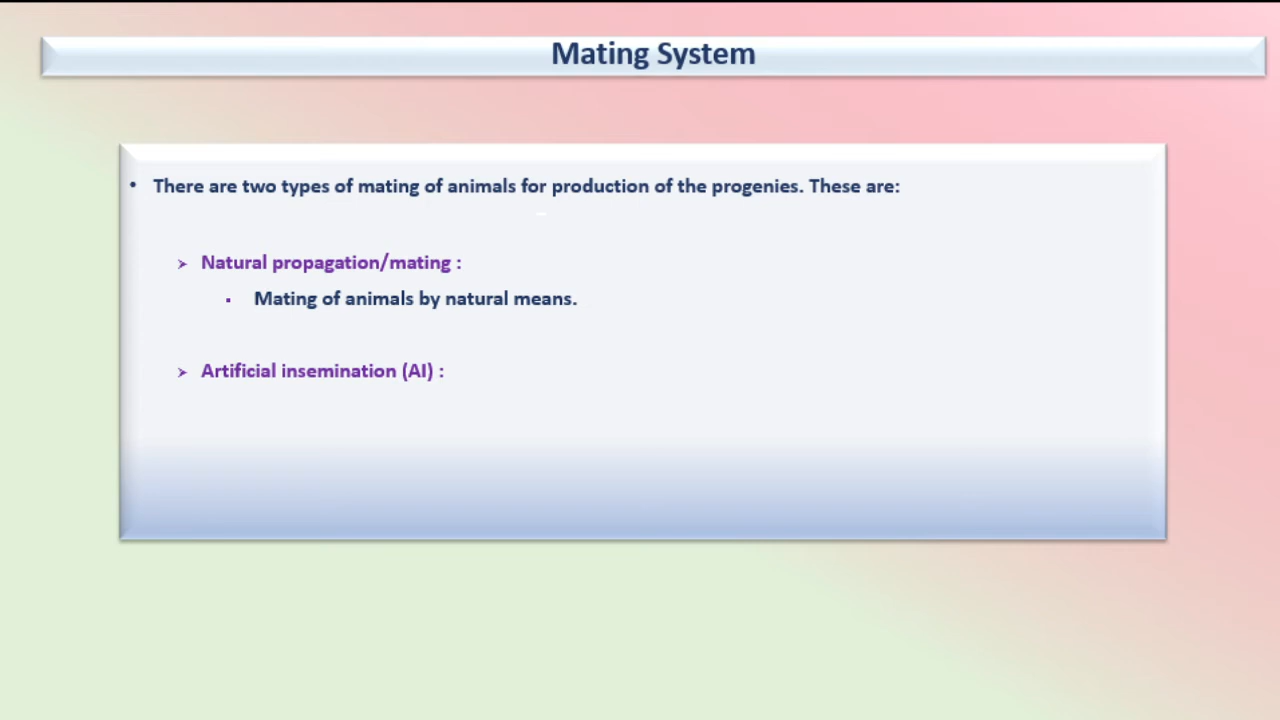 Mating System
• There are two types of mating of animals for production of the progenies. These are:
➢ Natural propagation/mating :
▪ Mating of animals by natural means.
➢ Artificial insemination (AI) :